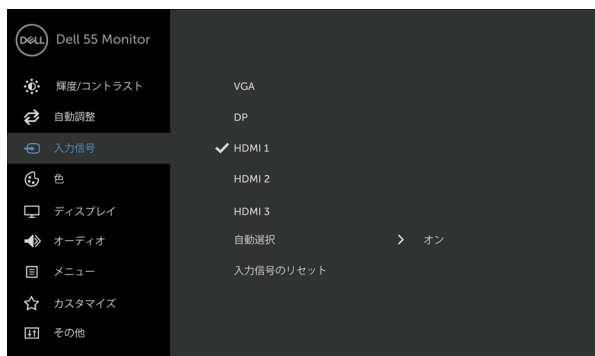 DELL Dell 55 Monitor
輝度/コントラスト
自動調整
入力信号
色
ディスプレイ
オーディオ
メニュー
カスタマイズ
その他
VGA
DP
HDMI 1
HDMI 2
HDMI 3
自動選択 オン
入力信号のリセット